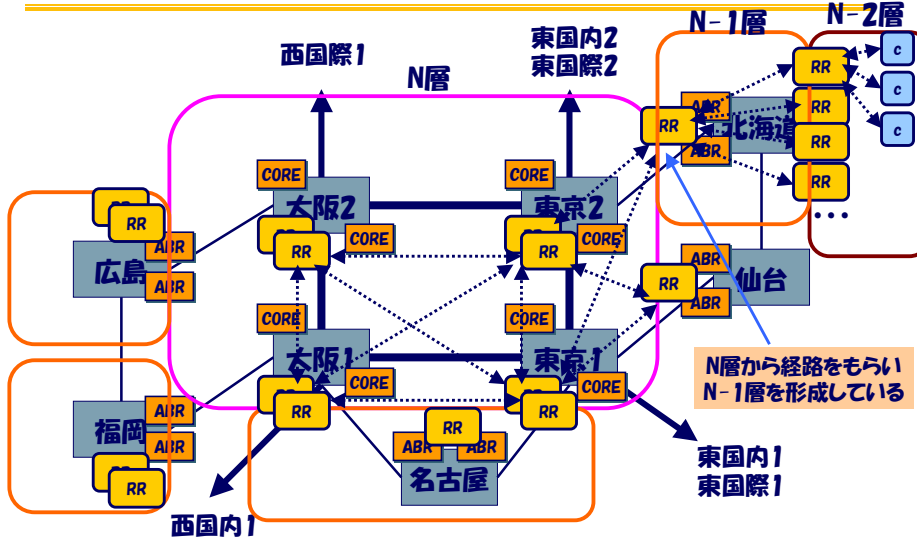 N-1層
N-2層
東国内2
東国際2
西国際1
N層
RR
c
ABR
RR
c
RR
北海道
CORE
CORE
ABR
RR
c
RR
大阪2
東京2
RR
RR
・・・
ABR
CORE
CORE
広島
RR
RR
ABR
仙台
ABR
RR
ABR
CORE
CORE
大阪1
東京1
N層から経路をもらい
N-1層を形成している
CORE
CORE
ABR
RR
RR
福岡
RR
ABR
ABR
ABR
東国内1
東国際1
RR
RR
名古屋
西国内1